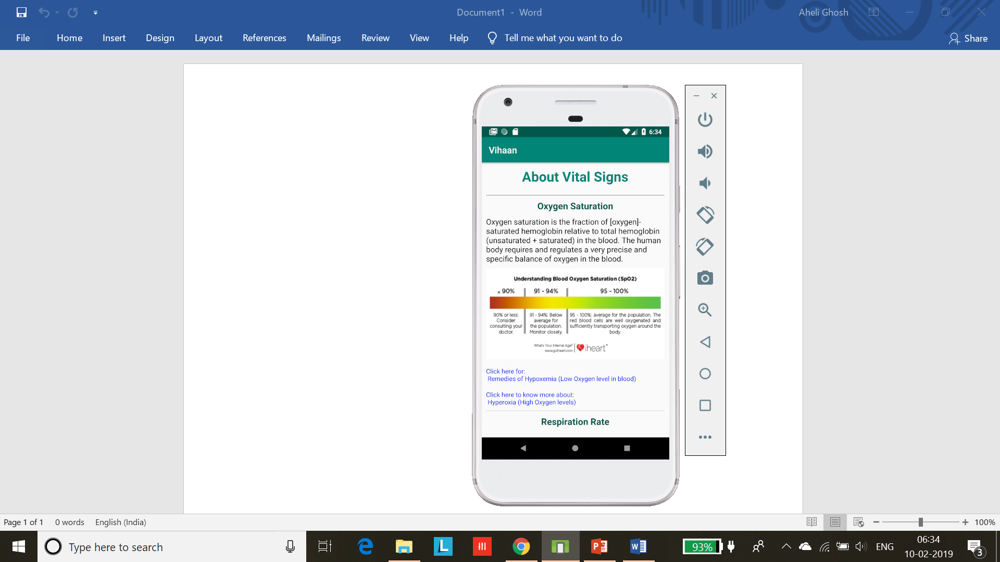 Document1 - Word
Aheli Ghosh
File Home Insert Design Layout References Mailings Review View Help Tell me what you want to do Share
6:34
Vihaan
About Vital Signs
Oxygen Saturation
Oxygen saturation is the fraction of [oxygen]-
saturated hemoglobin relative to total hemoglobin
(unsaturated + saturated) in the blood. The human
body requires and regulates a very precise and
specific balance of oxygen in the blood.
Understanding Blood Oxygen Saturation (SpO2)
≤ 90% 91 - 94% 95 - 100%
90% or less:
Consider
consulting your
doctor.
91 - 94%: Below
average for
the population.
Monitor closely.
95 - 100%: average for the population. The
red blood cells are well oxygenated and
sufficiently transporting oxygen around the
body.
What's Your Internal Age?
www.goiheart.com
iheart™
Click here for:
Remedies of Hypoxemia (Low Oxygen level in blood)
Click here to know more about:
Hyperoxia (High Oxygen levels)
Respiration Rate
Page 1 of 1 0 words English (India)
100%
Type here to search
93%
ENG
06:34
10-02-2019
3